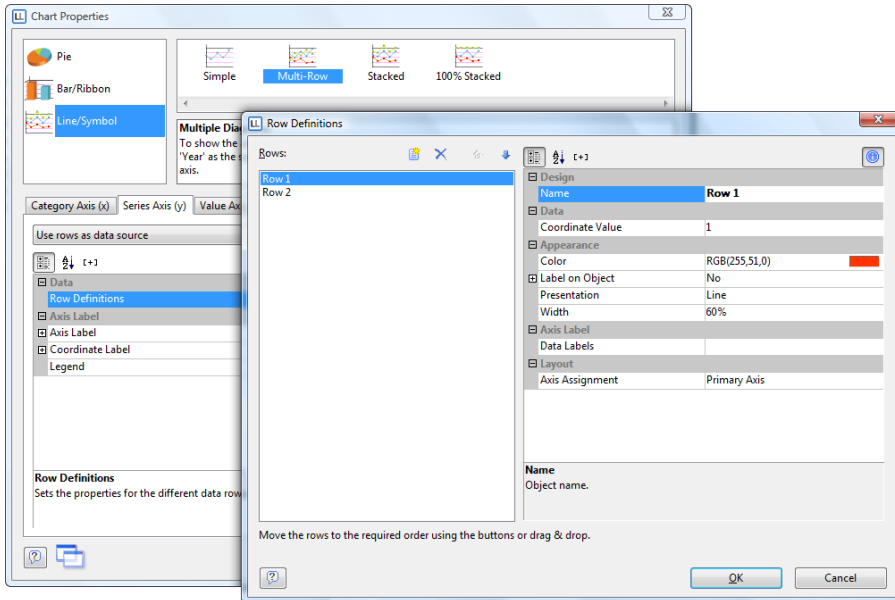 LL Chart Properties
Pie
Bar/Ribbon
Line/Symbol
Simple
Multi-Row
Stacked
100% Stacked
Multiple Dia
To show the
'Year' as the s
axis.
Category Axis (x)
Series Axis (y)
Value Ax
Use rows as data source
Data
Row Definitions
Axis Label
Axis Label
Coordinate Label
Legend
Row Definitions
Sets the properties for the different data row
LL Row Definitions
Rows:
Row 1
Row 2
Design
Name Row 1
Data
Coordinate Value 1
Appearance
Color RGB(255,51,0)
Label on Object No
Presentation Line
Width 60%
Axis Label
Data Labels
Layout
Axis Assignment Primary Axis
Name
Object name.
Move the rows to the required order using the buttons or drag & drop.
OK
Cancel